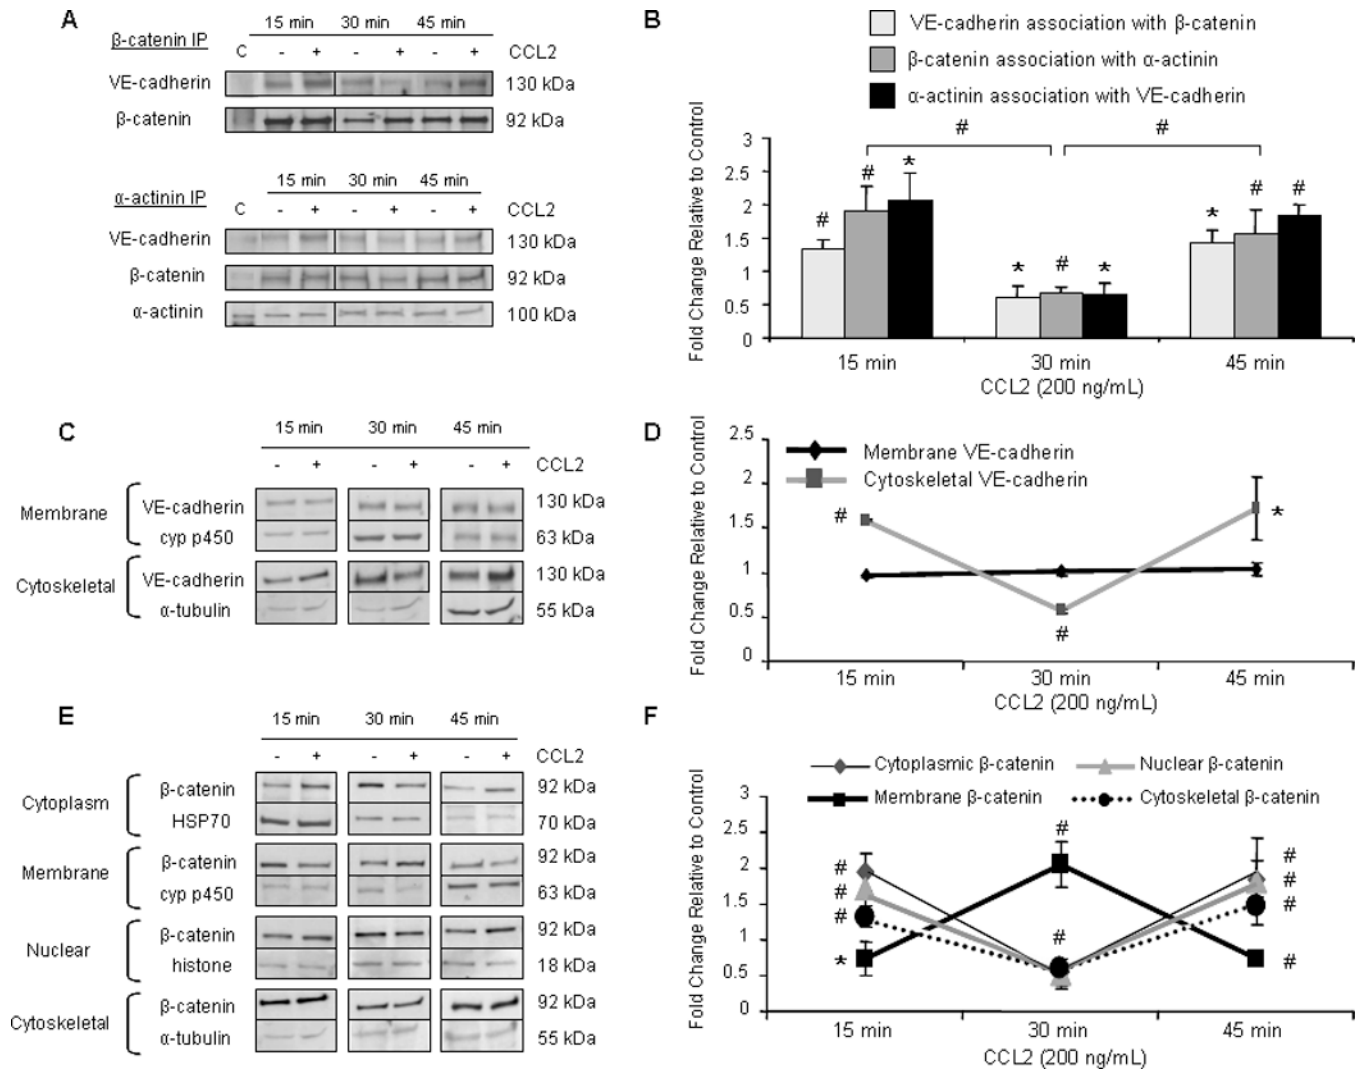 A
15 min 30 min 45 min
β-catenin IP
C - + - + - + CCL2
VE-cadherin 130 kDa
β-catenin 92 kDa
15 min 30 min 45 min
α-actinin IP
C - + - + - + CCL2
VE-cadherin 130 kDa
β-catenin 92 kDa
α-actinin 100 kDa
B
VE-cadherin association with β-catenin
β-catenin association with α-actinin
α-actinin association with VE-cadherin
Fold Change Relative to Control
3
2.5
2
1.5
1
0.5
0
# #
# # *
* # *
* # #
15 min 30 min 45 min
CCL2 (200 ng/mL)
C
15 min 30 min 45 min
- + - + - + CCL2
Membrane
VE-cadherin 130 kDa
cyp p450 63 kDa
Cytoskeletal
VE-cadherin 130 kDa
α-tubulin 55 kDa
D
Membrane VE-cadherin
Cytoskeletal VE-cadherin
Fold Change Relative to Control
2.5
2
1.5
1
0.5
0
# # *
15 min 30 min 45 min
CCL2 (200 ng/mL)
E
15 min 30 min 45 min
- + - + - + CCL2
Cytoplasm
β-catenin 92 kDa
HSP70 70 kDa
Membrane
β-catenin 92 kDa
cyp p450 63 kDa
Nuclear
β-catenin 92 kDa
histone 18 kDa
Cytoskeletal
β-catenin 92 kDa
α-tubulin 55 kDa
F
Cytoplasmic β-catenin Nuclear β-catenin
Membrane β-catenin Cytoskeletal β-catenin
Fold Change Relative to Control
3
2.5
2
1.5
1
0.5
0
# # # *
# #
# # # #
15 min 30 min 45 min
CCL2 (200 ng/mL)